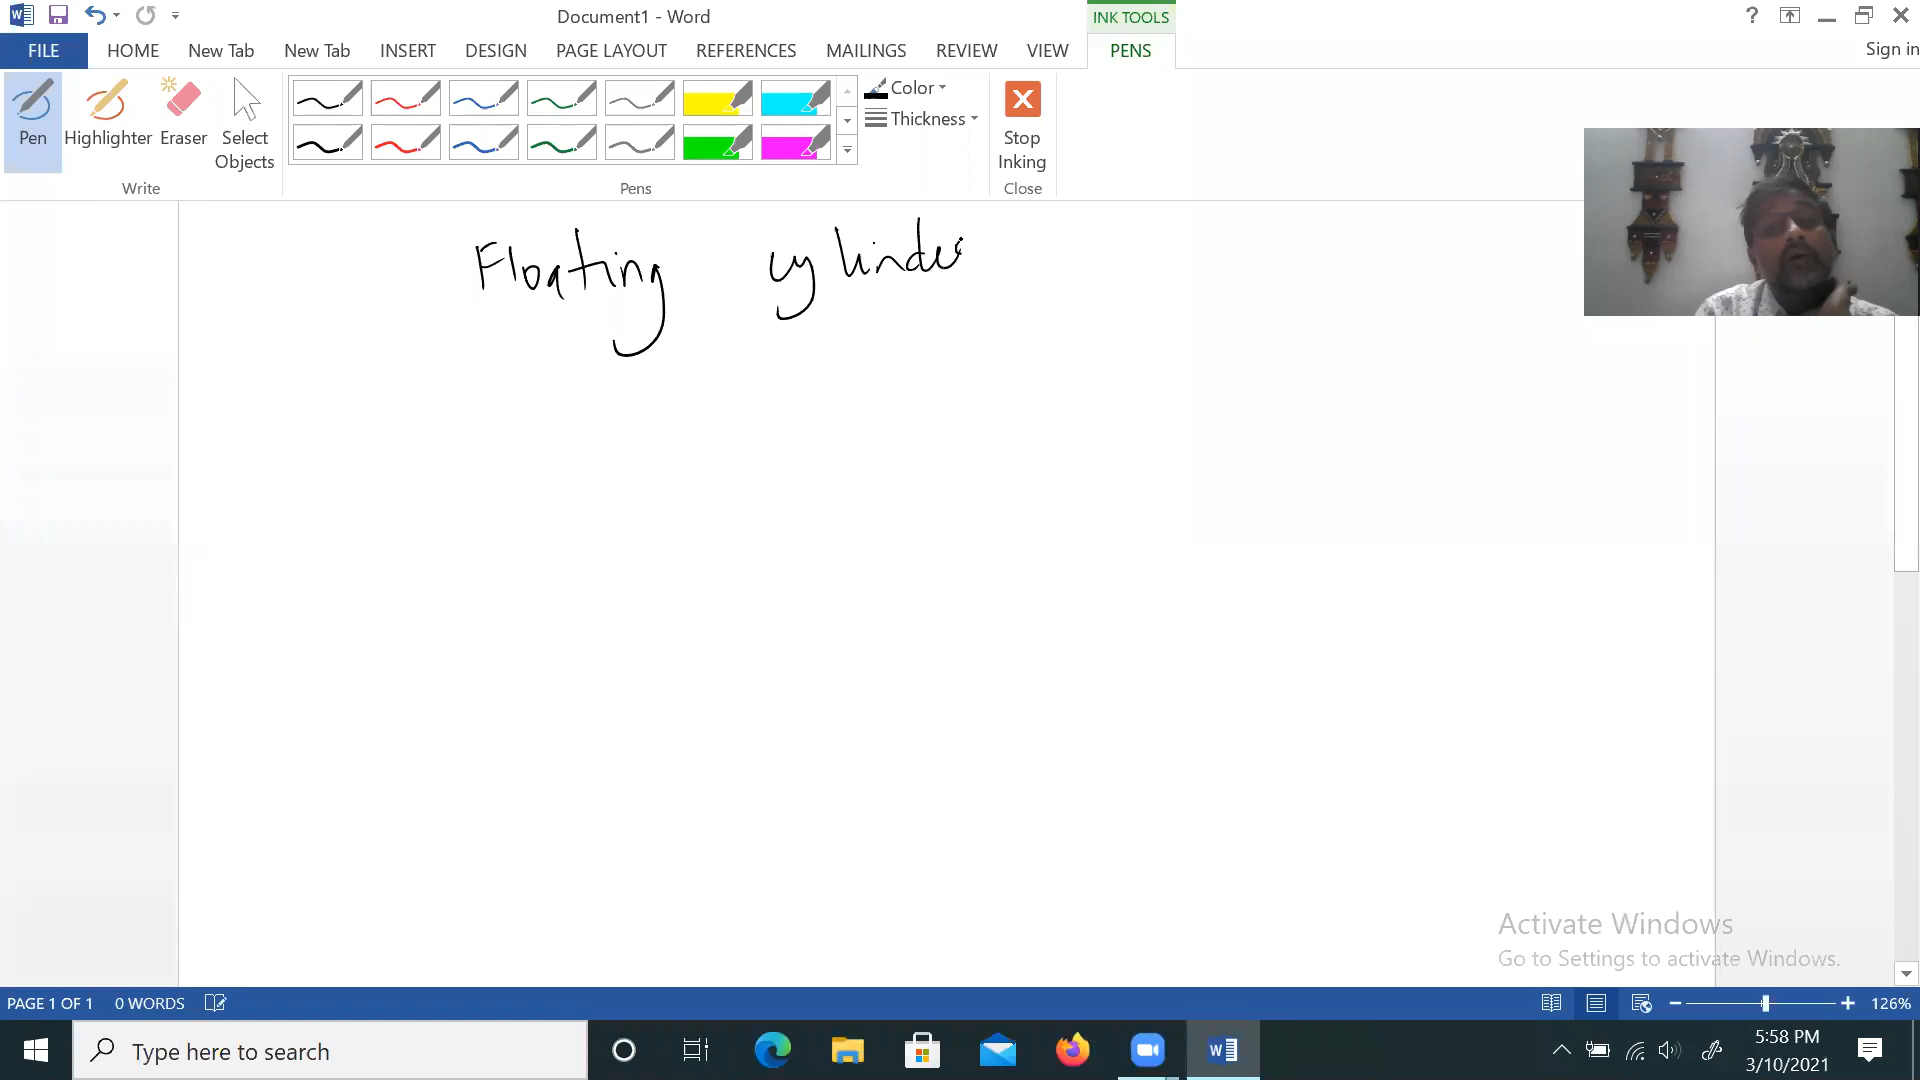 Document1 - Word
INK TOOLS
FILE HOME New Tab New Tab INSERT DESIGN PAGE LAYOUT REFERENCES MAILINGS REVIEW VIEW PENS Sign in
Pen Highlighter Eraser Select Objects
Color
Thickness
Stop Inking
Write Pens Close
Floating cylinder
Activate Windows
Go to Settings to activate Windows.
PAGE 1 OF 1 0 WORDS 126%
Type here to search
5:58 PM
3/10/2021